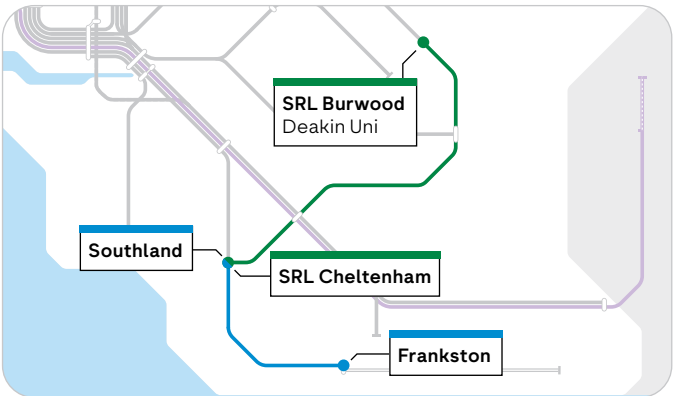 SRL Burwood
Deakin Uni
Southland
SRL Cheltenham
Frankston